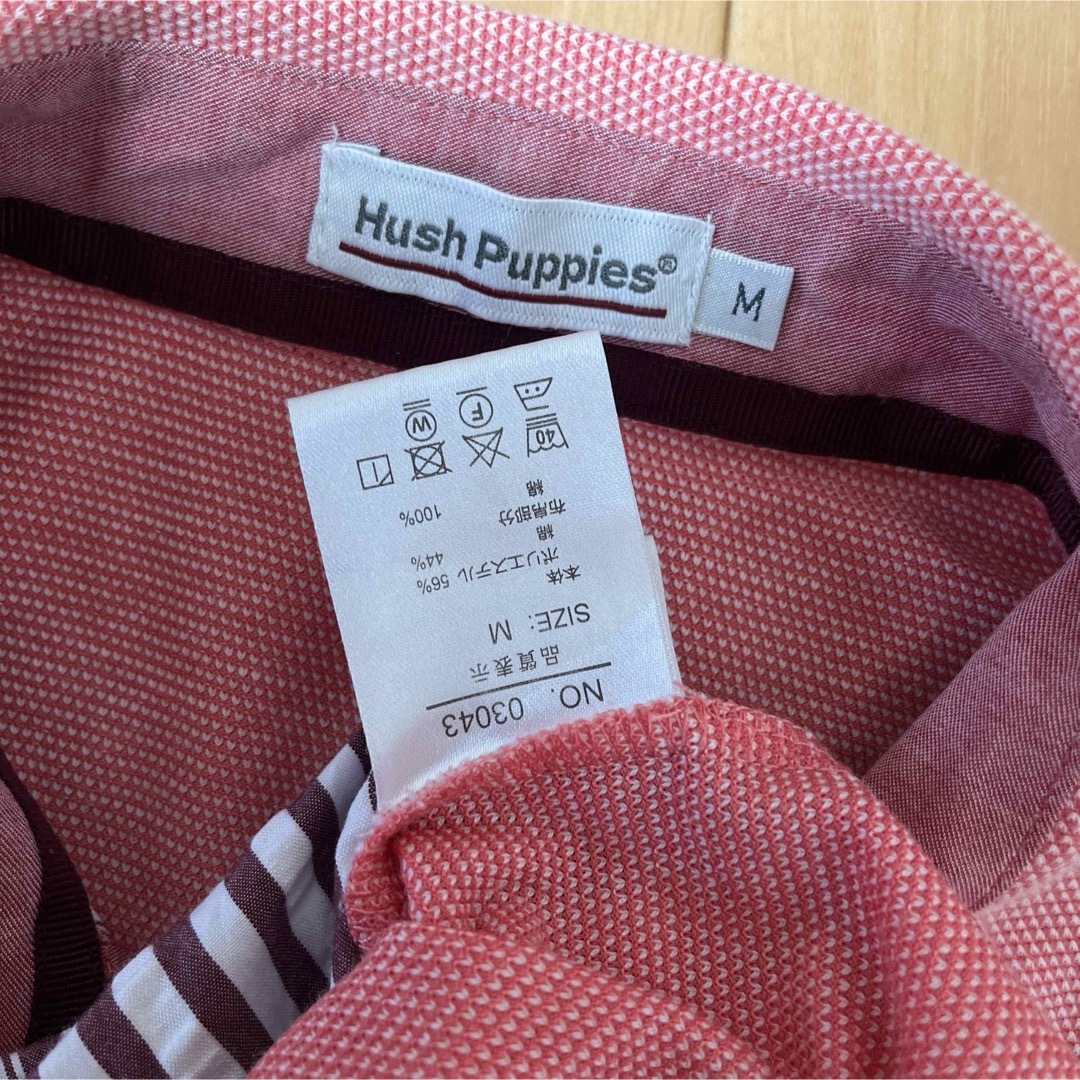 Hush Puppies®
M
NO. 03043
品質表示
SIZE: M
本体
ポリエステル 56%
綿 44%
布帛部分
綿 100%
40
F
W